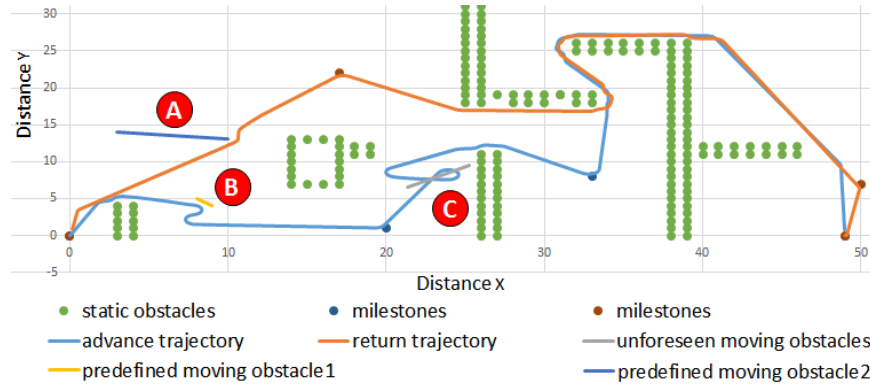 30
25
20
15
10
5
0
-5
Distance Y
A
B
C
0 10 20 30 40 50
Distance X
static obstacles milestones milestones
advance trajectory return trajectory unforeseen moving obstacles
predefined moving obstacle1 predefined moving obstacle2